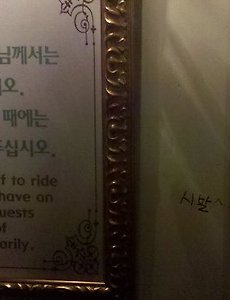 님께서는
오.
때에는
십시오.
f to ride
have an
uests
of
arily.
시발